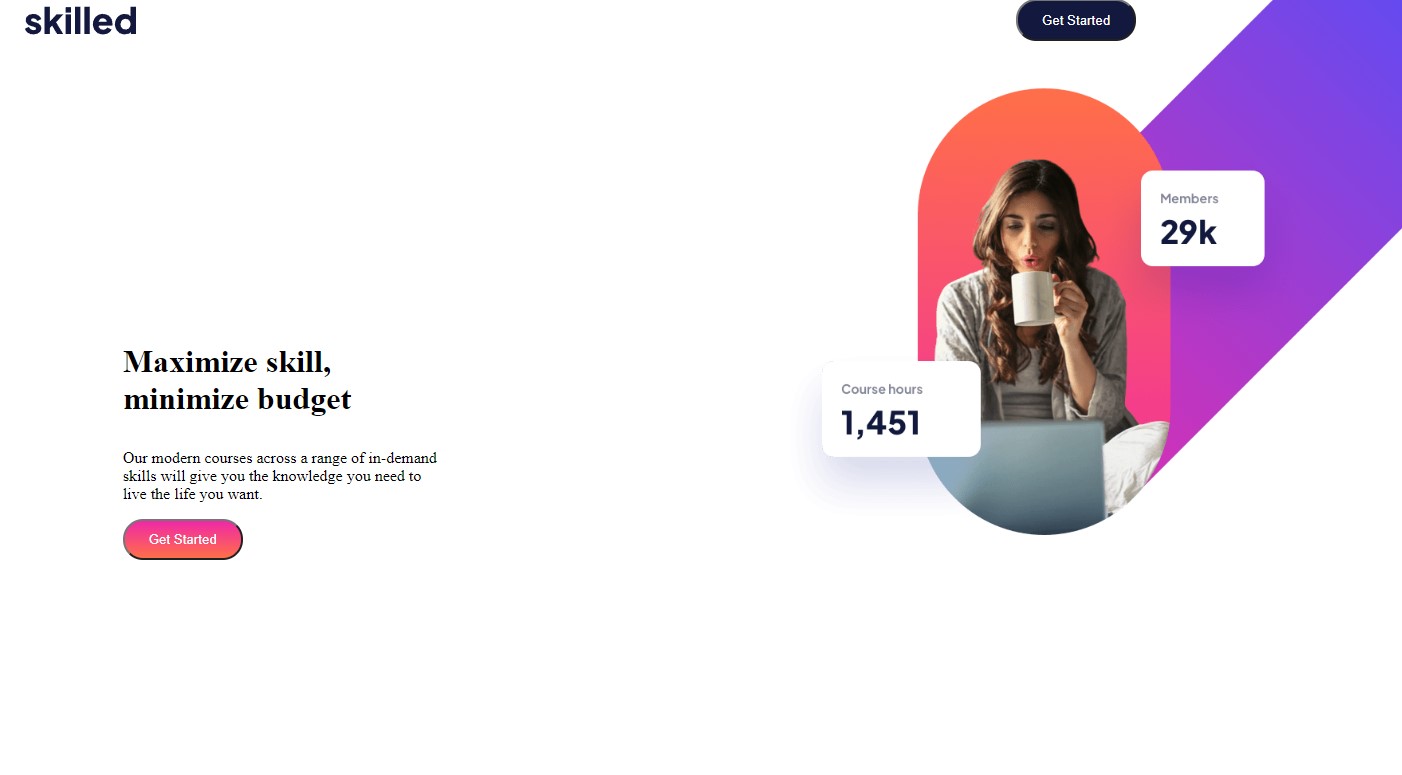 skilled
Get Started
Members
29k
Course hours
1,451
Maximize skill,
minimize budget
Our modern courses across a range of in-demand
skills will give you the knowledge you need to
live the life you want.
Get Started